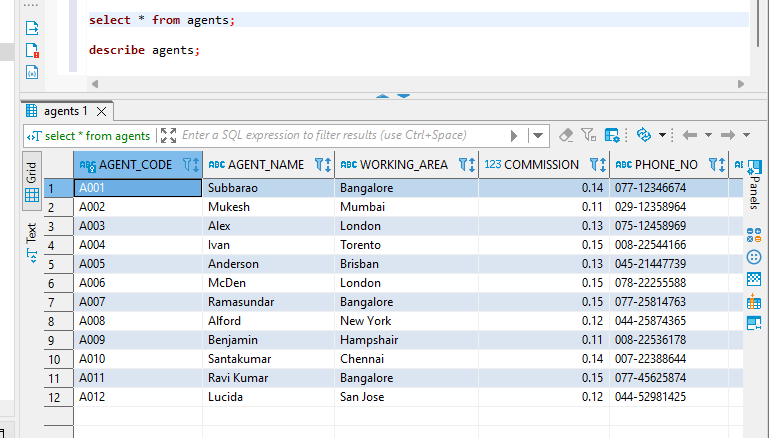 select * from agents;
describe agents;
agents 1
select * from agents Enter a SQL expression to filter results (use Ctrl+Space)
Grid
Text
Panels
ABC AGENT_CODE ABC AGENT_NAME ABC WORKING_AREA 123 COMMISSION ABC PHONE_NO ABC
1 A001 Subbarao Bangalore 0.14 077-12346674
2 A002 Mukesh Mumbai 0.11 029-12358964
3 A003 Alex London 0.13 075-12458969
4 A004 Ivan Torento 0.15 008-22544166
5 A005 Anderson Brisban 0.13 045-21447739
6 A006 McDen London 0.15 078-22255588
7 A007 Ramasundar Bangalore 0.15 077-25814763
8 A008 Alford New York 0.12 044-25874365
9 A009 Benjamin Hampshair 0.11 008-22536178
10 A010 Santakumar Chennai 0.14 007-22388644
11 A011 Ravi Kumar Bangalore 0.15 077-45625874
12 A012 Lucida San Jose 0.12 044-52981425